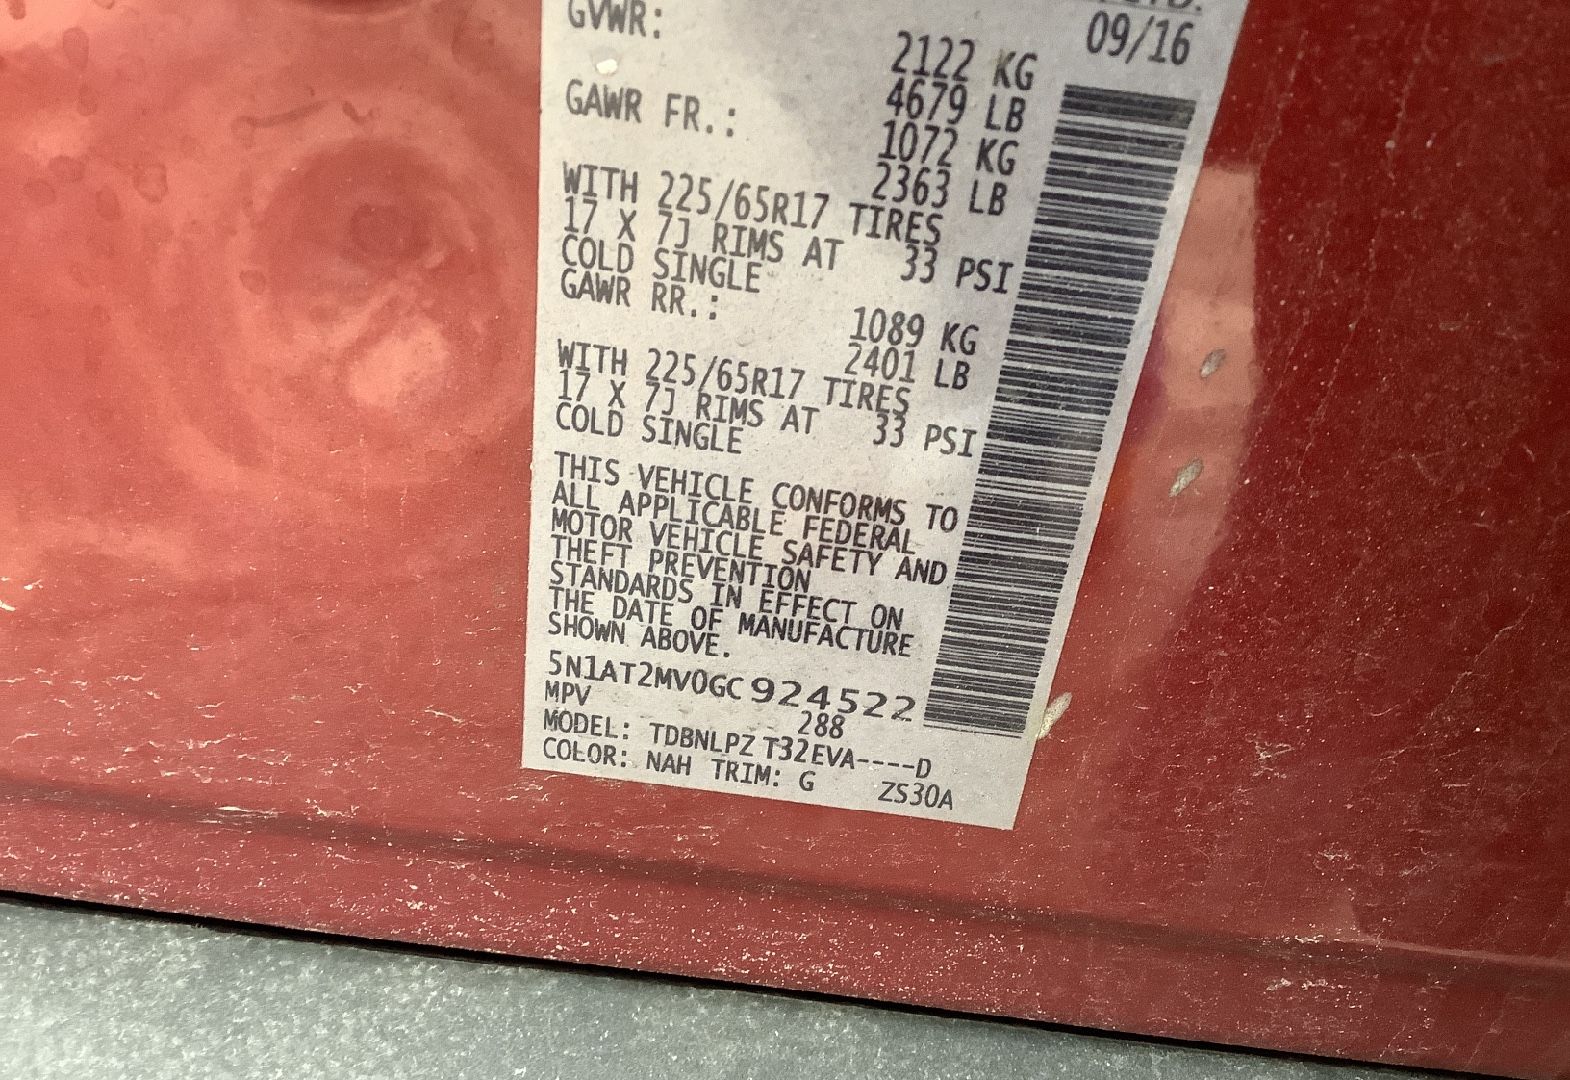 09/16
GVWR: 2122 KG
4679 LB
GAWR FR.: 1072 KG
2363 LB
WITH 225/65R17 TIRES
17 X 7J RIMS AT 33 PSI
COLD SINGLE
GAWR RR.: 1089 KG
2401 LB
WITH 225/65R17 TIRES
17 X 7J RIMS AT 33 PSI
COLD SINGLE
THIS VEHICLE CONFORMS TO
ALL APPLICABLE FEDERAL
MOTOR VEHICLE SAFETY AND
THEFT PREVENTION
STANDARDS IN EFFECT ON
THE DATE OF MANUFACTURE
SHOWN ABOVE.
5N1AT2MV0GC924522
MPV 288
MODEL: TDBNLPZ T32EVA----D
COLOR: NAH TRIM: G ZS30A